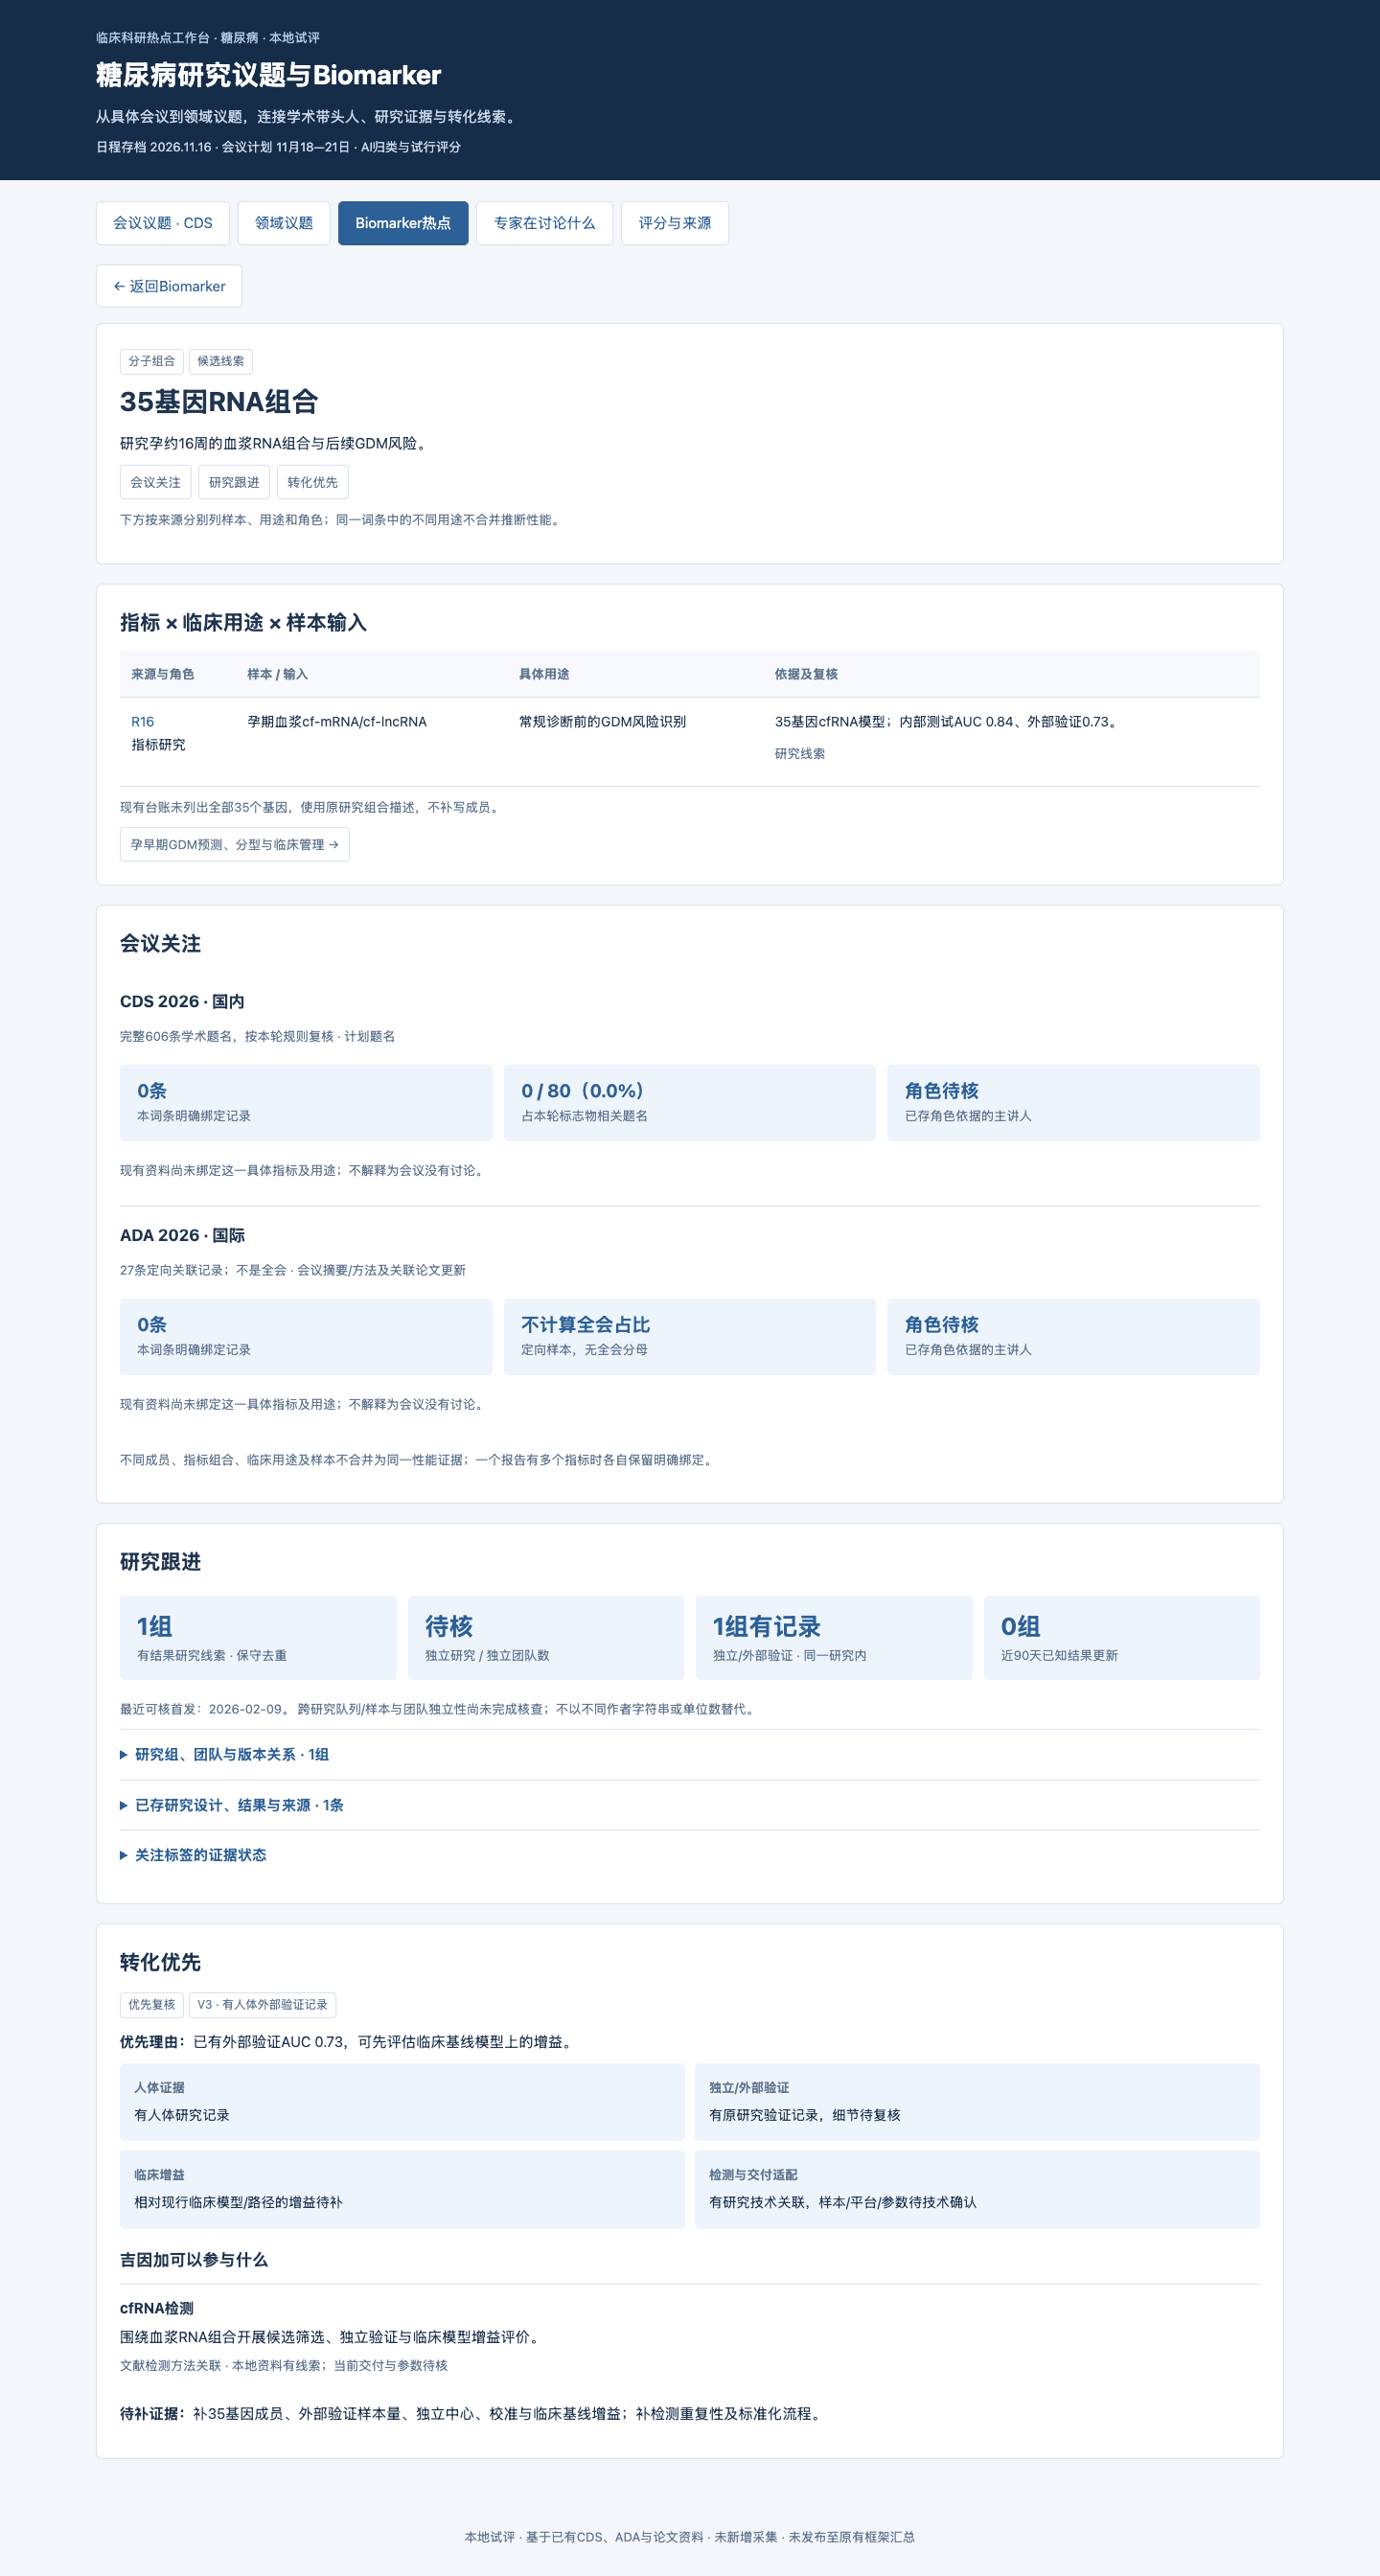 临床科研热点工作台 · 糖尿病 · 本地试评
糖尿病研究议题与Biomarker
从具体会议到领域议题，连接学术带头人、研究证据与转化线索。
日程存档 2026.11.16 · 会议计划 11月18—21日 · AI归类与试行评分
会议议题 · CDS
领域议题
Biomarker热点
专家在讨论什么
评分与来源
← 返回Biomarker
分子组合
候选线索
35基因RNA组合
研究孕约16周的血浆RNA组合与后续GDM风险。
会议关注
研究跟进
转化优先
下方按来源分别列样本、用途和角色；同一词条中的不同用途不合并推断性能。
指标 × 临床用途 × 样本输入
来源与角色
样本 / 输入
具体用途
依据及复核
R16
指标研究
孕期血浆cf-mRNA/cf-lncRNA
常规诊断前的GDM风险识别
35基因cfRNA模型；内部测试AUC 0.84、外部验证0.73。
研究线索
现有台账未列出全部35个基因，使用原研究组合描述，不补写成员。
孕早期GDM预测、分型与临床管理 →
会议关注
CDS 2026 · 国内
完整606条学术题名，按本轮规则复核 · 计划题名
0条
本词条明确绑定记录
0 / 80（0.0%）
占本轮标志物相关题名
角色待核
已存角色依据的主讲人
现有资料尚未绑定这一具体指标及用途；不解释为会议没有讨论。
ADA 2026 · 国际
27条定向关联记录；不是全会 · 会议摘要/方法及关联论文更新
0条
本词条明确绑定记录
不计算全会占比
定向样本，无全会分母
角色待核
已存角色依据的主讲人
现有资料尚未绑定这一具体指标及用途；不解释为会议没有讨论。
不同成员、指标组合、临床用途及样本不合并为同一性能证据；一个报告有多个指标时各自保留明确绑定。
研究跟进
1组
有结果研究线索 · 保守去重
待核
独立研究 / 独立团队数
1组有记录
独立/外部验证 · 同一研究内
0组
近90天已知结果更新
最近可核首发：2026-02-09。 跨研究队列/样本与团队独立性尚未完成核查；不以不同作者字符串或单位数替代。
▶ 研究组、团队与版本关系 · 1组
▶ 已存研究设计、结果与来源 · 1条
▶ 关注标签的证据状态
转化优先
优先复核
V3 · 有人体外部验证记录
优先理由：已有外部验证AUC 0.73，可先评估临床基线模型上的增益。
人体证据
有人体研究记录
独立/外部验证
有原研究验证记录，细节待复核
临床增益
相对现行临床模型/路径的增益待补
检测与交付适配
有研究技术关联，样本/平台/参数待技术确认
吉因加可以参与什么
cfRNA检测
围绕血浆RNA组合开展候选筛选、独立验证与临床模型增益评价。
文献检测方法关联 · 本地资料有线索；当前交付与参数待核
待补证据：补35基因成员、外部验证样本量、独立中心、校准与临床基线增益；补检测重复性及标准化流程。
本地试评 · 基于已有CDS、ADA与论文资料 · 未新增采集 · 未发布至原有框架汇总